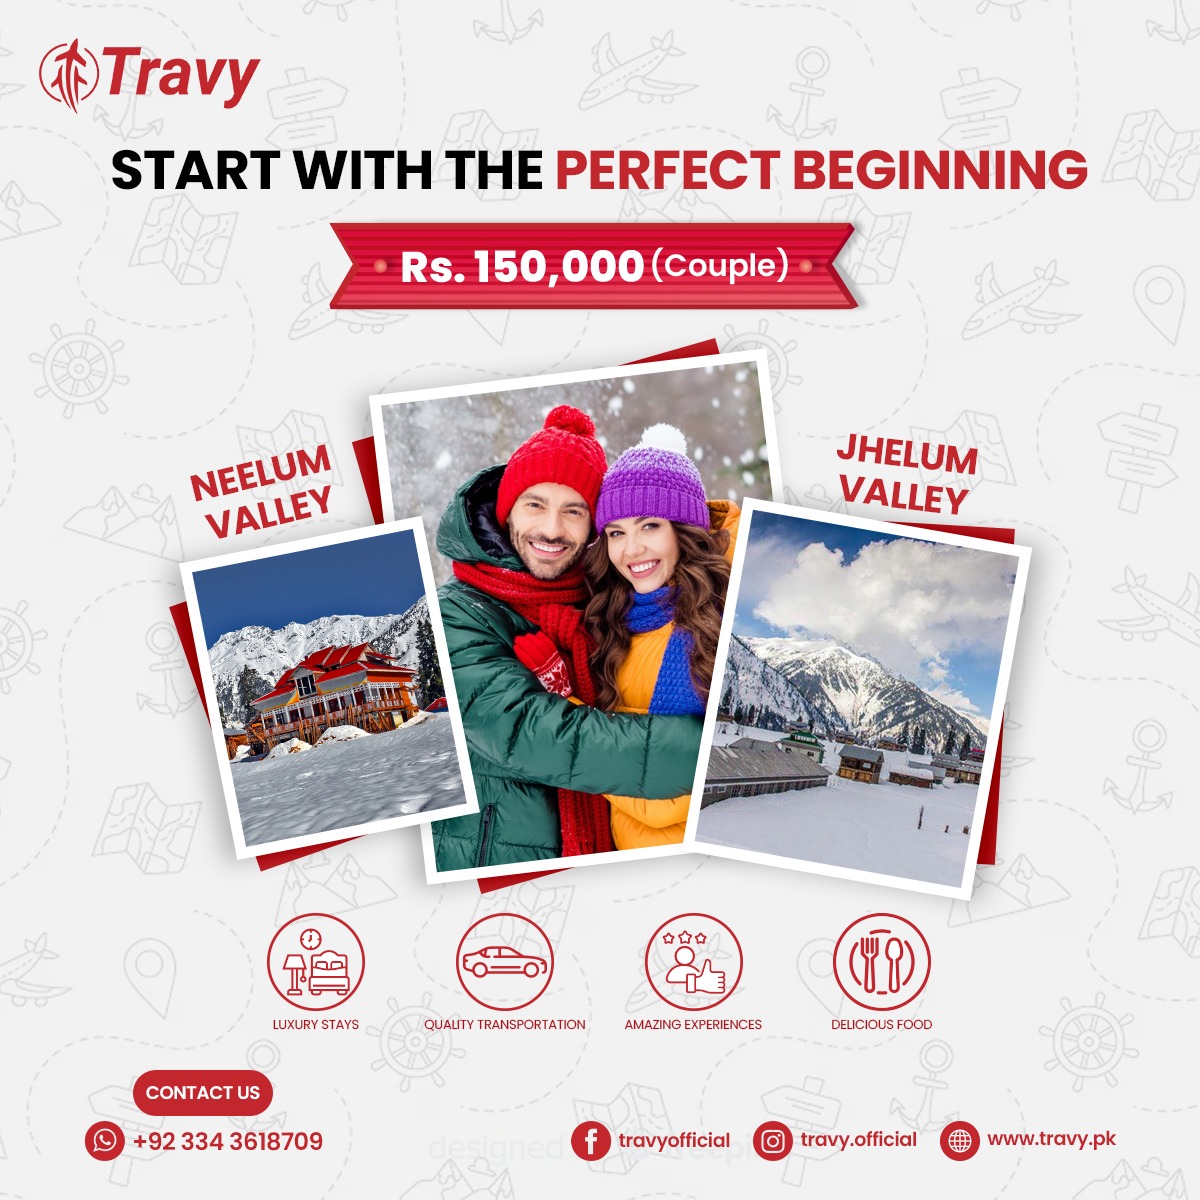 Travy
START WITH THE PERFECT BEGINNING
Rs. 150,000 (Couple)
NEELUM
VALLEY
JHELUM
VALLEY
LUXURY STAYS
QUALITY TRANSPORTATION
AMAZING EXPERIENCES
DELICIOUS FOOD
CONTACT US
+92 334 3618709
designed
travyofficial
travy.official
www.travy.pk